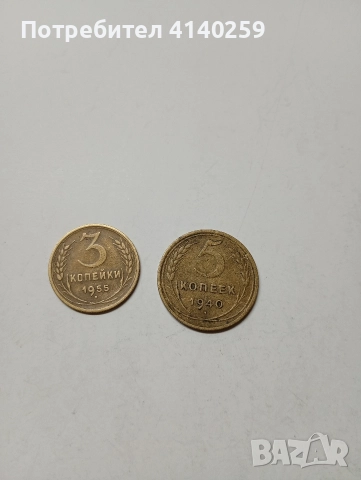 Потребител 4140259
3
КОПЕЙКИ
1955
5
КОПЕЕК
1940
BAZAR